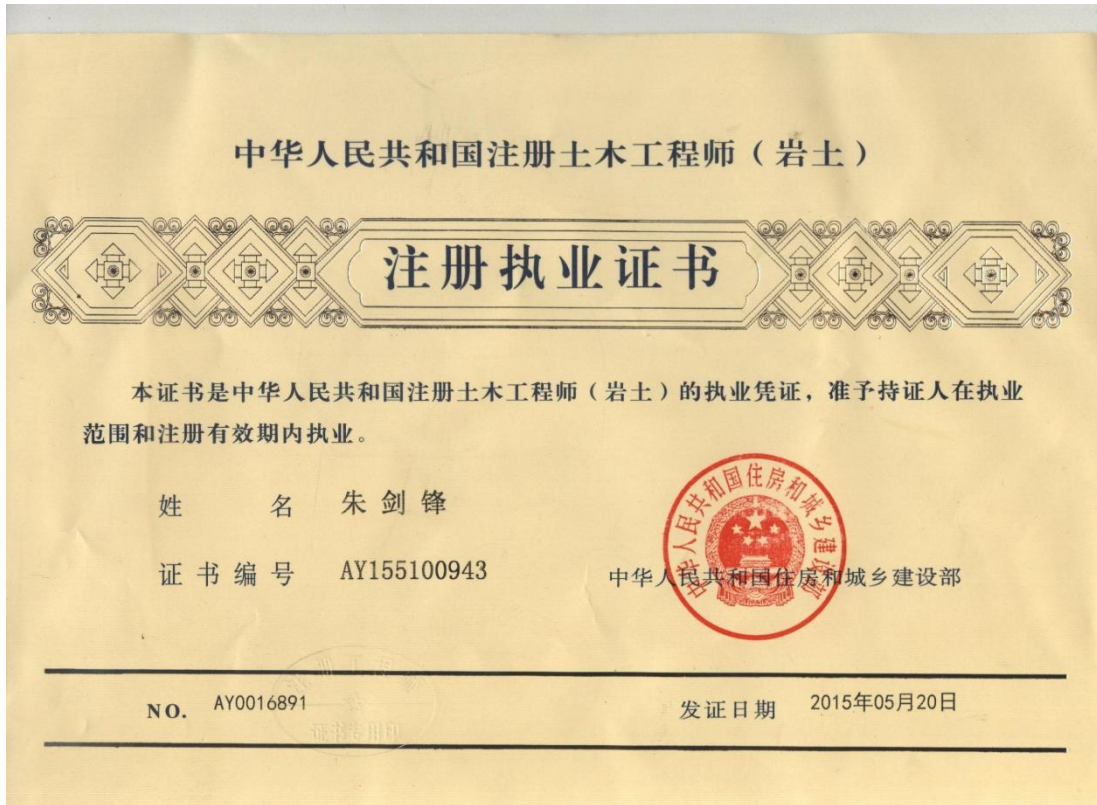 中华人民共和国注册土木工程师（岩土）
注册执业证书
本证书是中华人民共和国注册土木工程师（岩土）的执业凭证，准予持证人在执业
范围和注册有效期内执业。
姓名 朱剑锋
证书编号 AY155100943
中华人民共和国住房和城乡建设部
中华人民共和国住房和城乡建设部
NO. AY0016891
发证日期 2015年05月20日